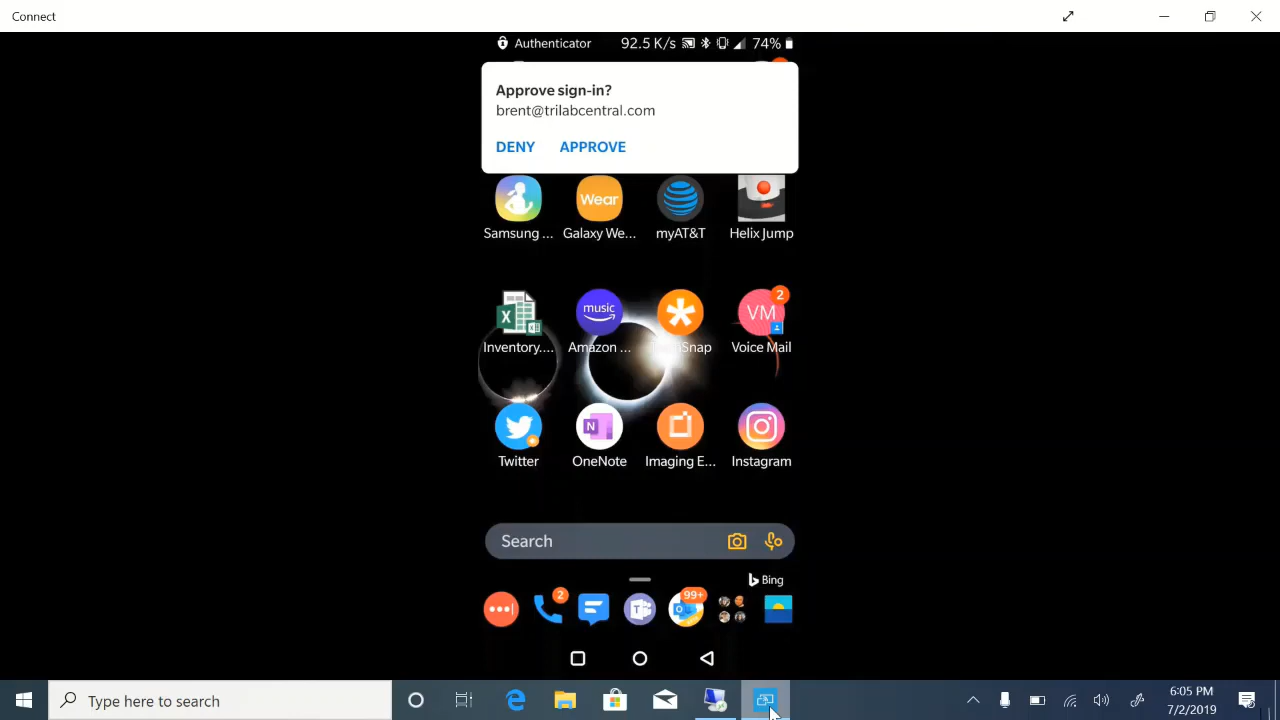 Connect
Authenticator 92.5 K/s 74%
Approve sign-in?
brent@trilabcentral.com
DENY APPROVE
Wear
Samsung ... Galaxy We... myAT&T Helix Jump
X music VM 2
Inventory.... Amazon ... Snap Voice Mail
N
Twitter OneNote Imaging E... Instagram
Search
Bing
2 T 99+
Type here to search
6:05 PM
7/2/2019